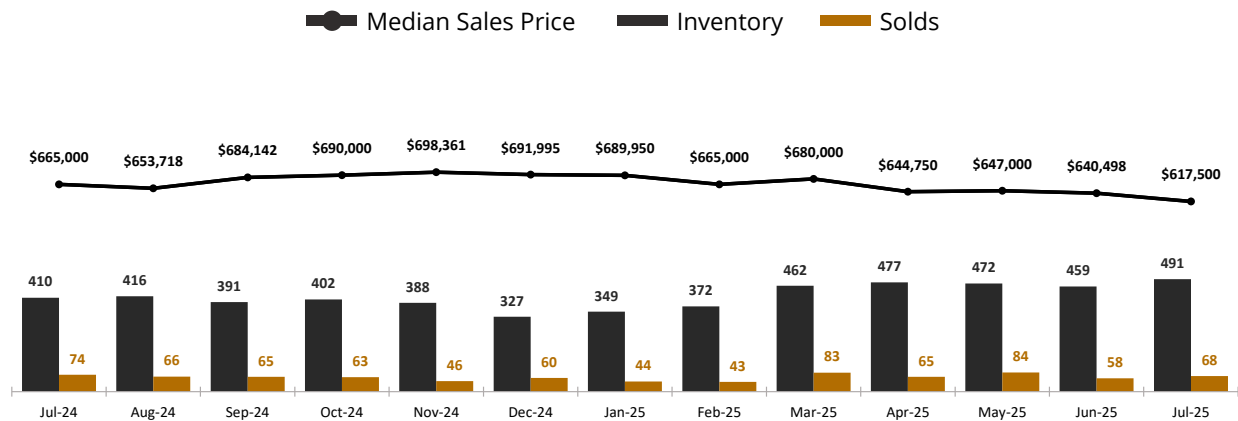 Median Sales Price Inventory Solds
$665,000 $653,718 $684,142 $690,000 $698,361 $691,995 $689,950 $665,000 $680,000 $644,750 $647,000 $640,498 $617,500
410 416 391 402 388 327 349 372 462 477 472 459 491
74 66 65 63 46 60 44 43 83 65 84 58 68
Jul-24 Aug-24 Sep-24 Oct-24 Nov-24 Dec-24 Jan-25 Feb-25 Mar-25 Apr-25 May-25 Jun-25 Jul-25